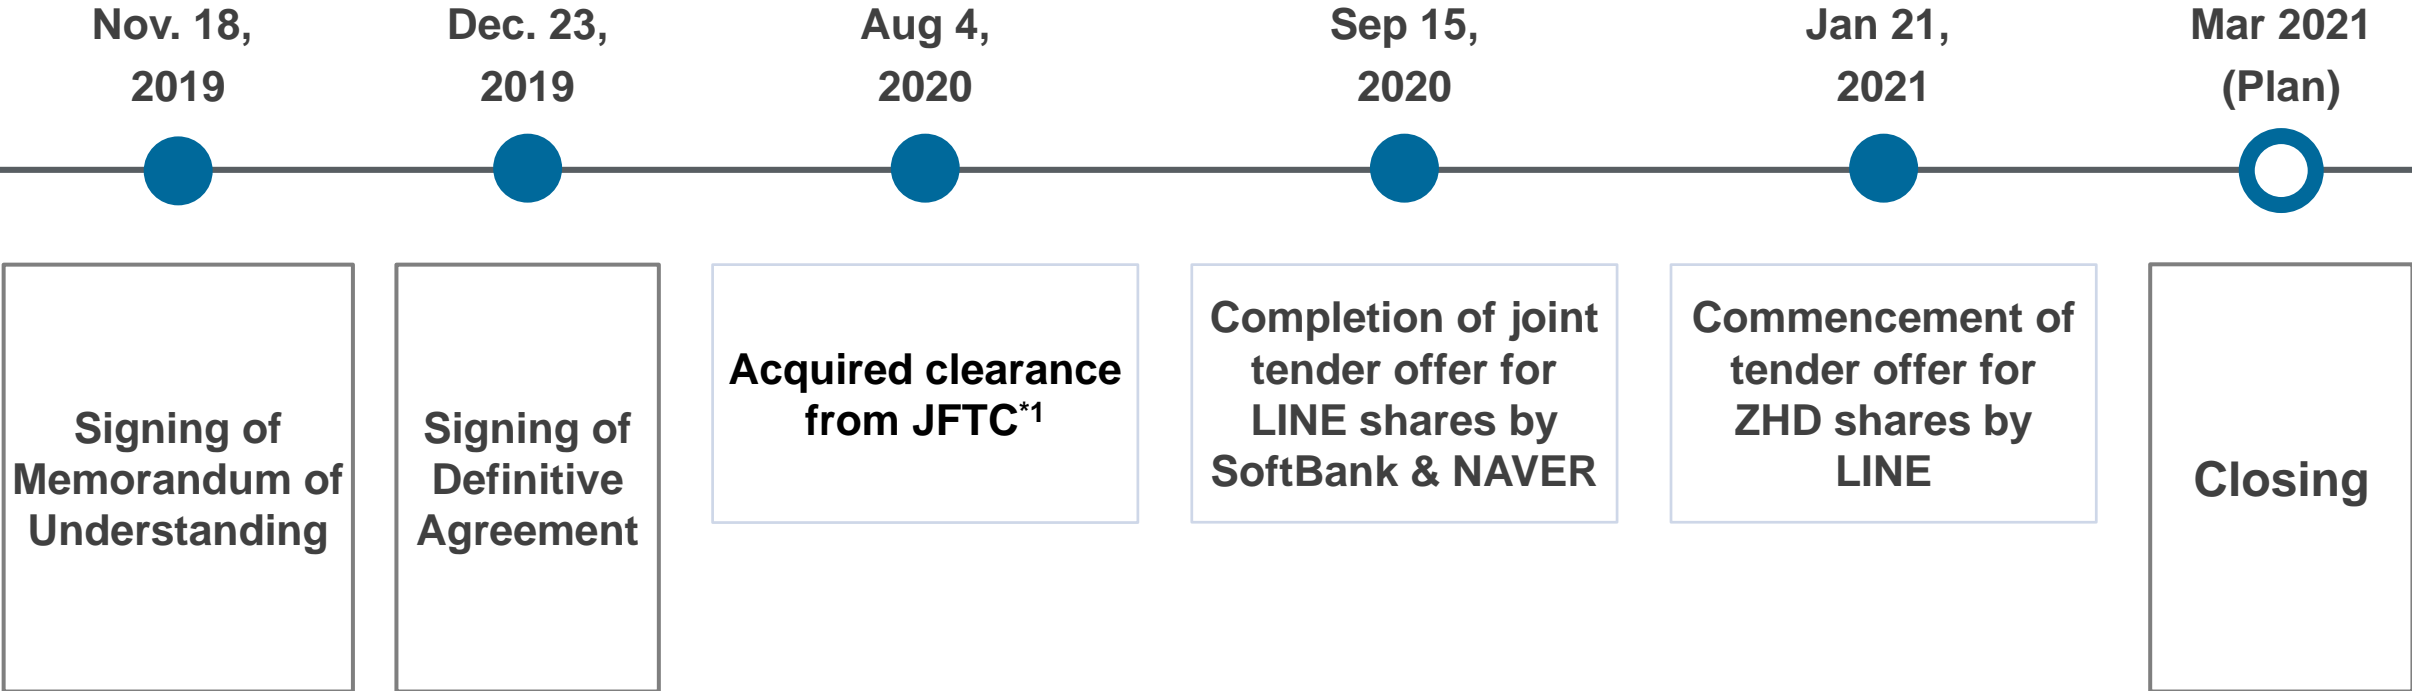 Nov. 18,
2019
Dec. 23,
2019
Aug 4,
2020
Sep 15,
2020
Jan 21,
2021
Mar 2021
(Plan)
Signing of
Memorandum of
Understanding
Signing of
Definitive
Agreement
Acquired clearance
from JFTC*1
Completion of joint
tender offer for
LINE shares by
SoftBank & NAVER
Commencement of
tender offer for
ZHD shares by
LINE
Closing